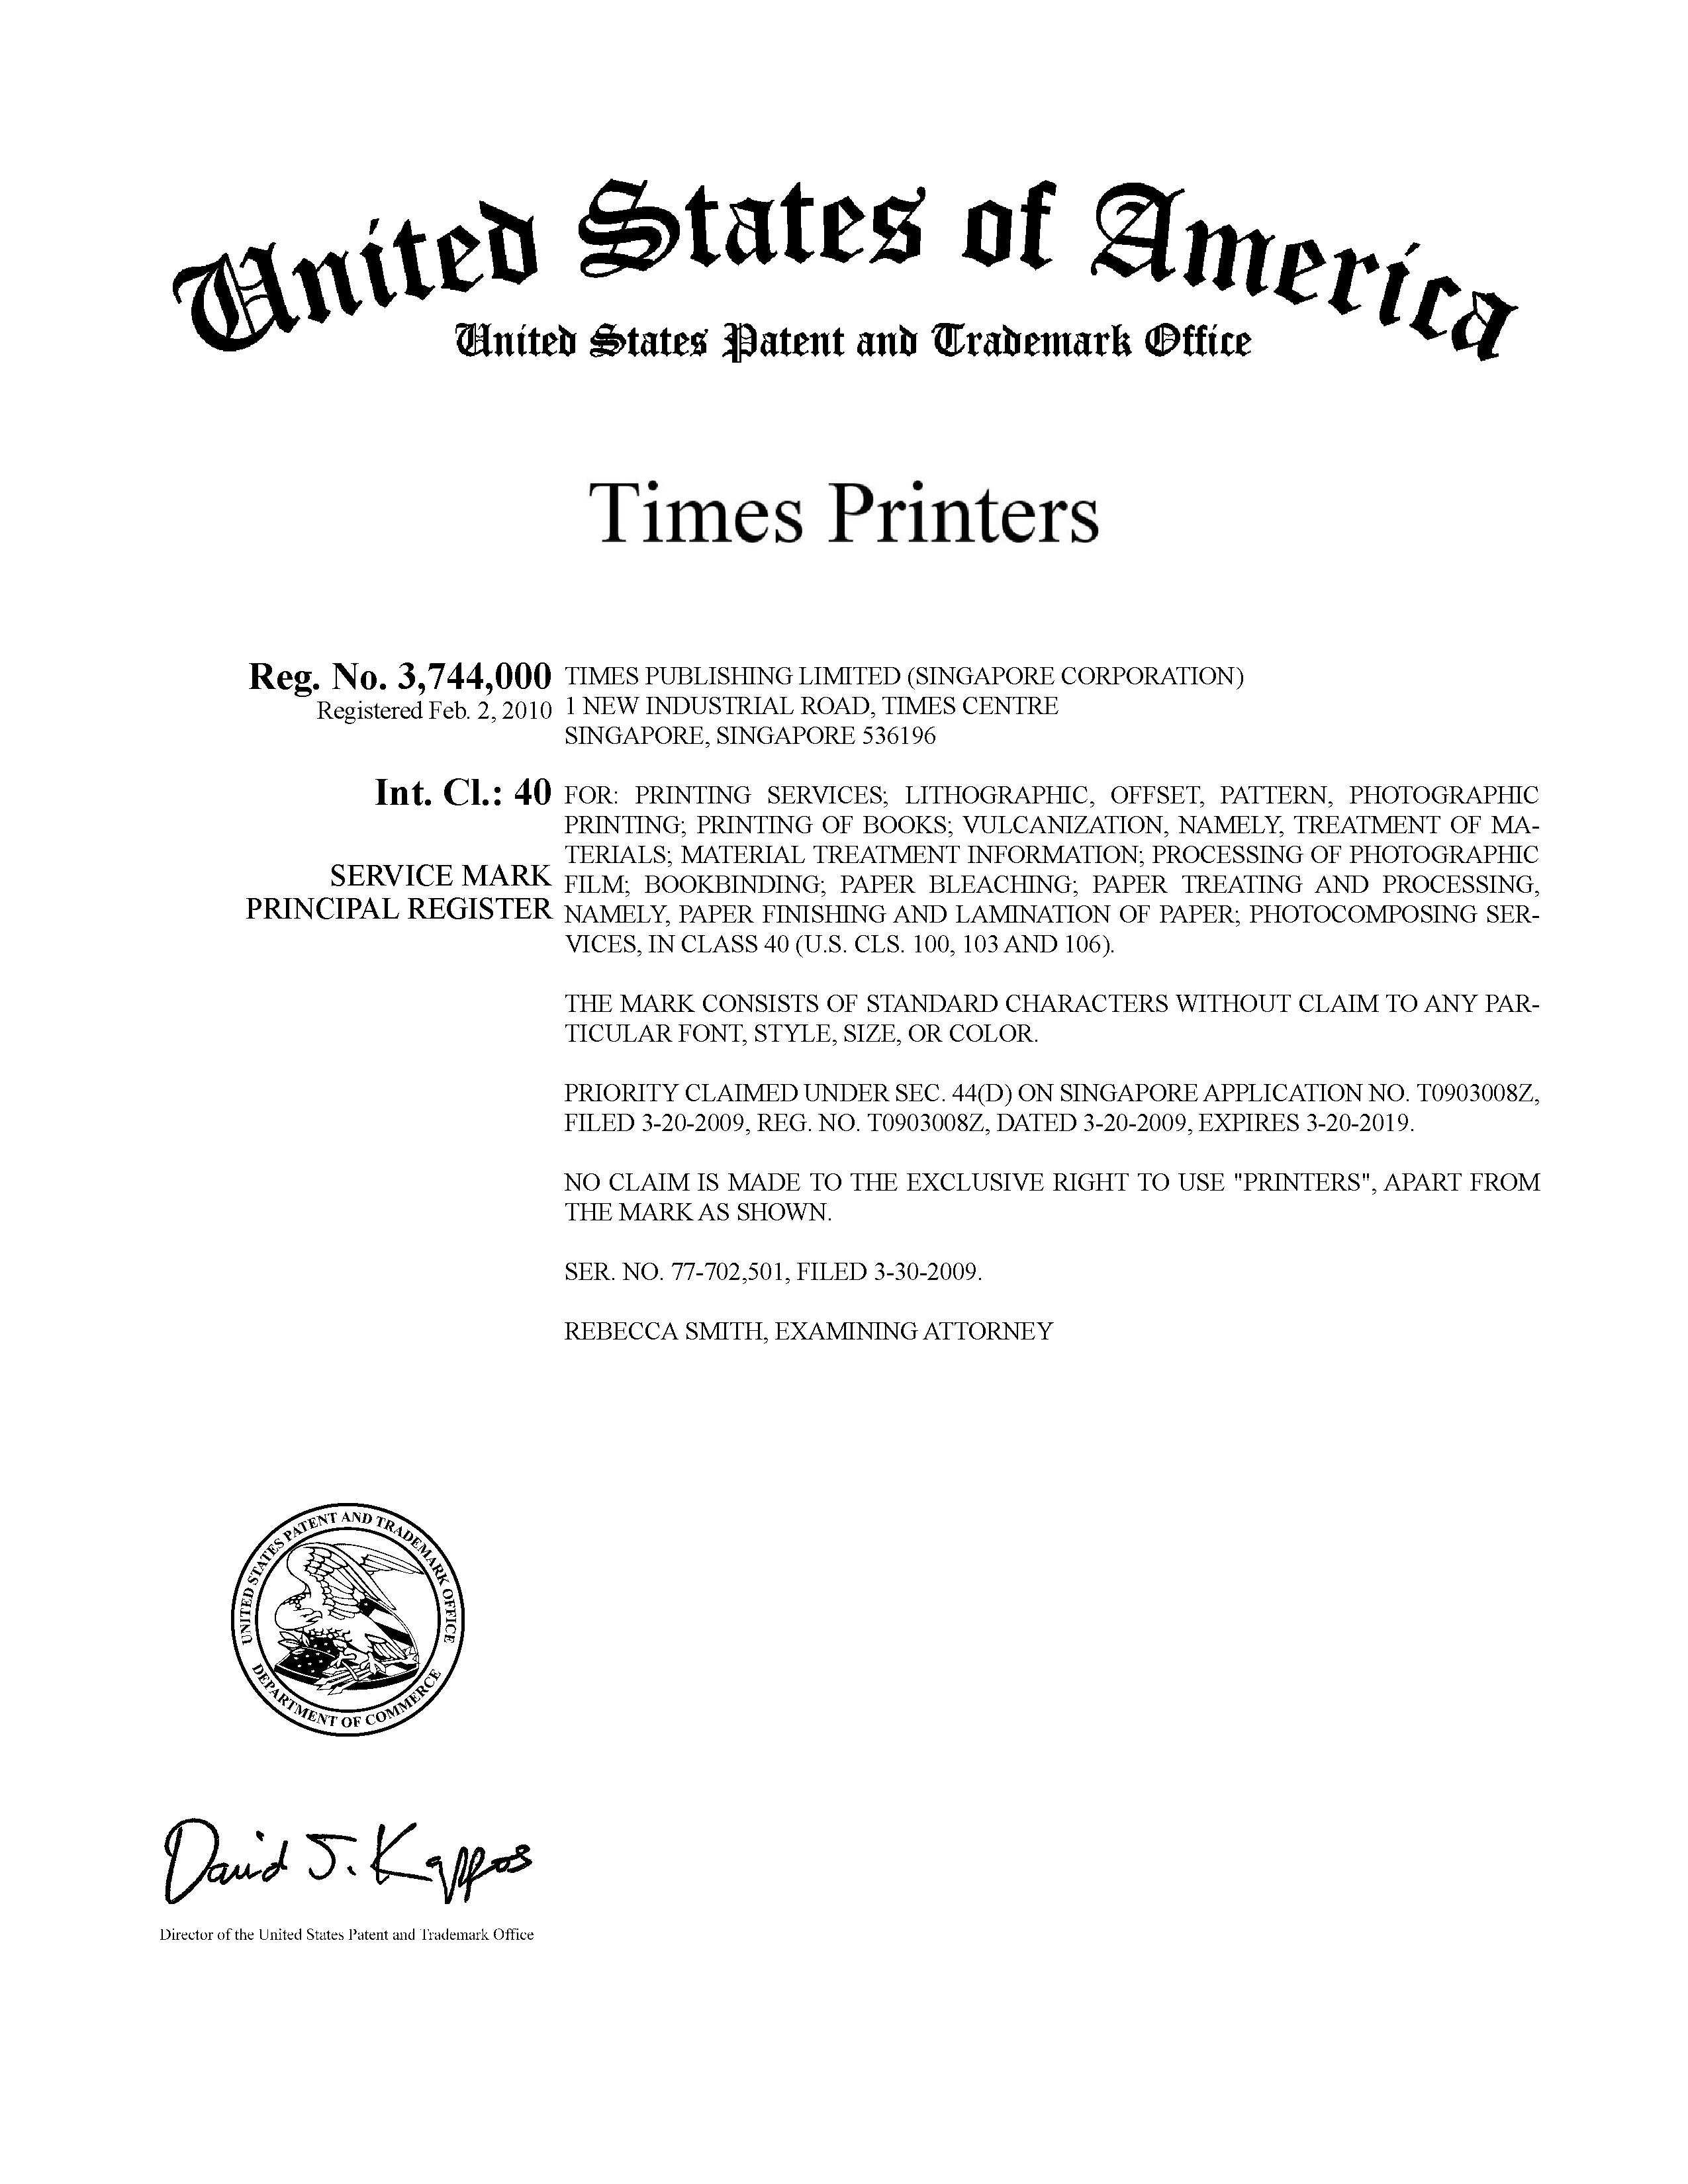 United States of America
United States Patent and Trademark Office
Times Printers
Reg. No. 3,744,000
Registered Feb. 2, 2010
Int. Cl.: 40
SERVICE MARK
PRINCIPAL REGISTER
TIMES PUBLISHING LIMITED (SINGAPORE CORPORATION)
1 NEW INDUSTRIAL ROAD, TIMES CENTRE
SINGAPORE, SINGAPORE 536196
FOR: PRINTING SERVICES; LITHOGRAPHIC, OFFSET, PATTERN, PHOTOGRAPHIC
PRINTING; PRINTING OF BOOKS; VULCANIZATION, NAMELY, TREATMENT OF MA-
TERIALS; MATERIAL TREATMENT INFORMATION; PROCESSING OF PHOTOGRAPHIC
FILM; BOOKBINDING; PAPER BLEACHING; PAPER TREATING AND PROCESSING,
NAMELY, PAPER FINISHING AND LAMINATION OF PAPER; PHOTOCOMPOSING SER-
VICES, IN CLASS 40 (U.S. CLS. 100, 103 AND 106).
THE MARK CONSISTS OF STANDARD CHARACTERS WITHOUT CLAIM TO ANY PAR-
TICULAR FONT, STYLE, SIZE, OR COLOR.
PRIORITY CLAIMED UNDER SEC. 44(D) ON SINGAPORE APPLICATION NO. T0903008Z,
FILED 3-20-2009, REG. NO. T0903008Z, DATED 3-20-2009, EXPIRES 3-20-2019.
NO CLAIM IS MADE TO THE EXCLUSIVE RIGHT TO USE "PRINTERS", APART FROM
THE MARK AS SHOWN.
SER. NO. 77-702,501, FILED 3-30-2009.
REBECCA SMITH, EXAMINING ATTORNEY
UNITED STATES PATENT AND TRADEMARK OFFICE
DEPARTMENT OF COMMERCE
David J. Kappos
Director of the United States Patent and Trademark Office